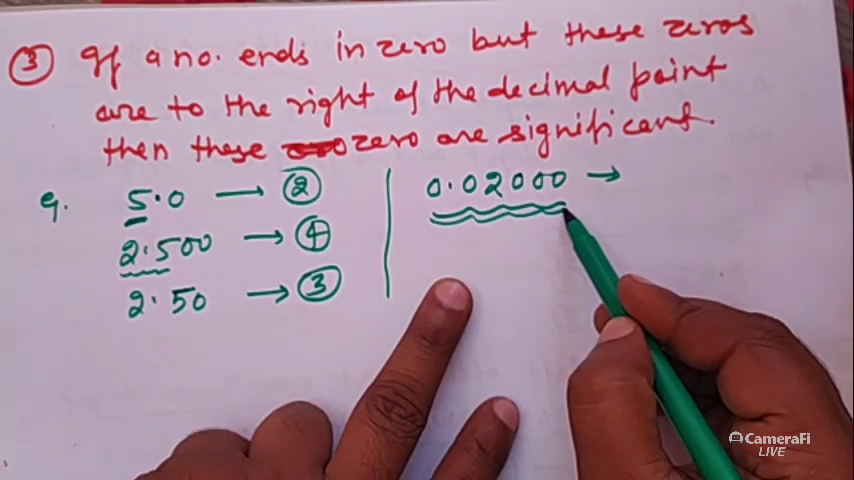 ③ If a no. ends in zero but these zeros
are to the right of the decimal point
then these zero are significant.
eg. 5.0 → ②
2.500 → ④
2.50 → ③
0.02000 →
CameraFi
LIVE